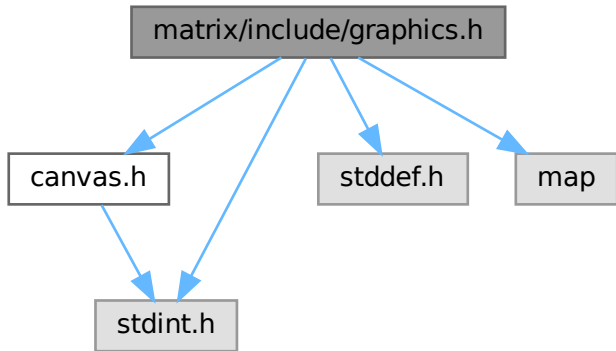 matrix/include/graphics.h
canvas.h
stddef.h
map
stdint.h